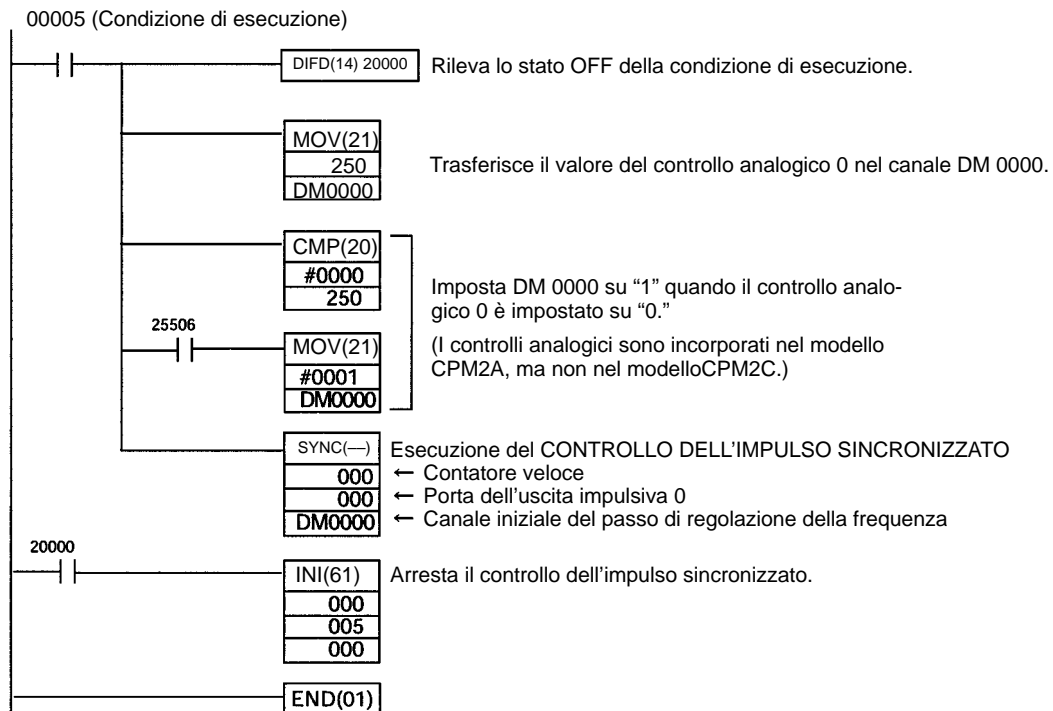 00005 (Condizione di esecuzione)
DIFD(14) 20000
Rileva lo stato OFF della condizione di esecuzione.
MOV(21)
250
DM0000
Trasferisce il valore del controllo analogico 0 nel canale DM 0000.
CMP(20)
#0000
250
Imposta DM 0000 su “1” quando il controllo analo-
gico 0 è impostato su “0.”
(I controlli analogici sono incorporati nel modello
CPM2A, ma non nel modelloCPM2C.)
25506
MOV(21)
#0001
DM0000
SYNC(––)
Esecuzione del CONTROLLO DELL’IMPULSO SINCRONIZZATO
000
← Contatore veloce
000
← Porta dell’uscita impulsiva 0
DM0000
← Canale iniziale del passo di regolazione della frequenza
20000
INI(61)
Arresta il controllo dell’impulso sincronizzato.
000
005
000
END(01)